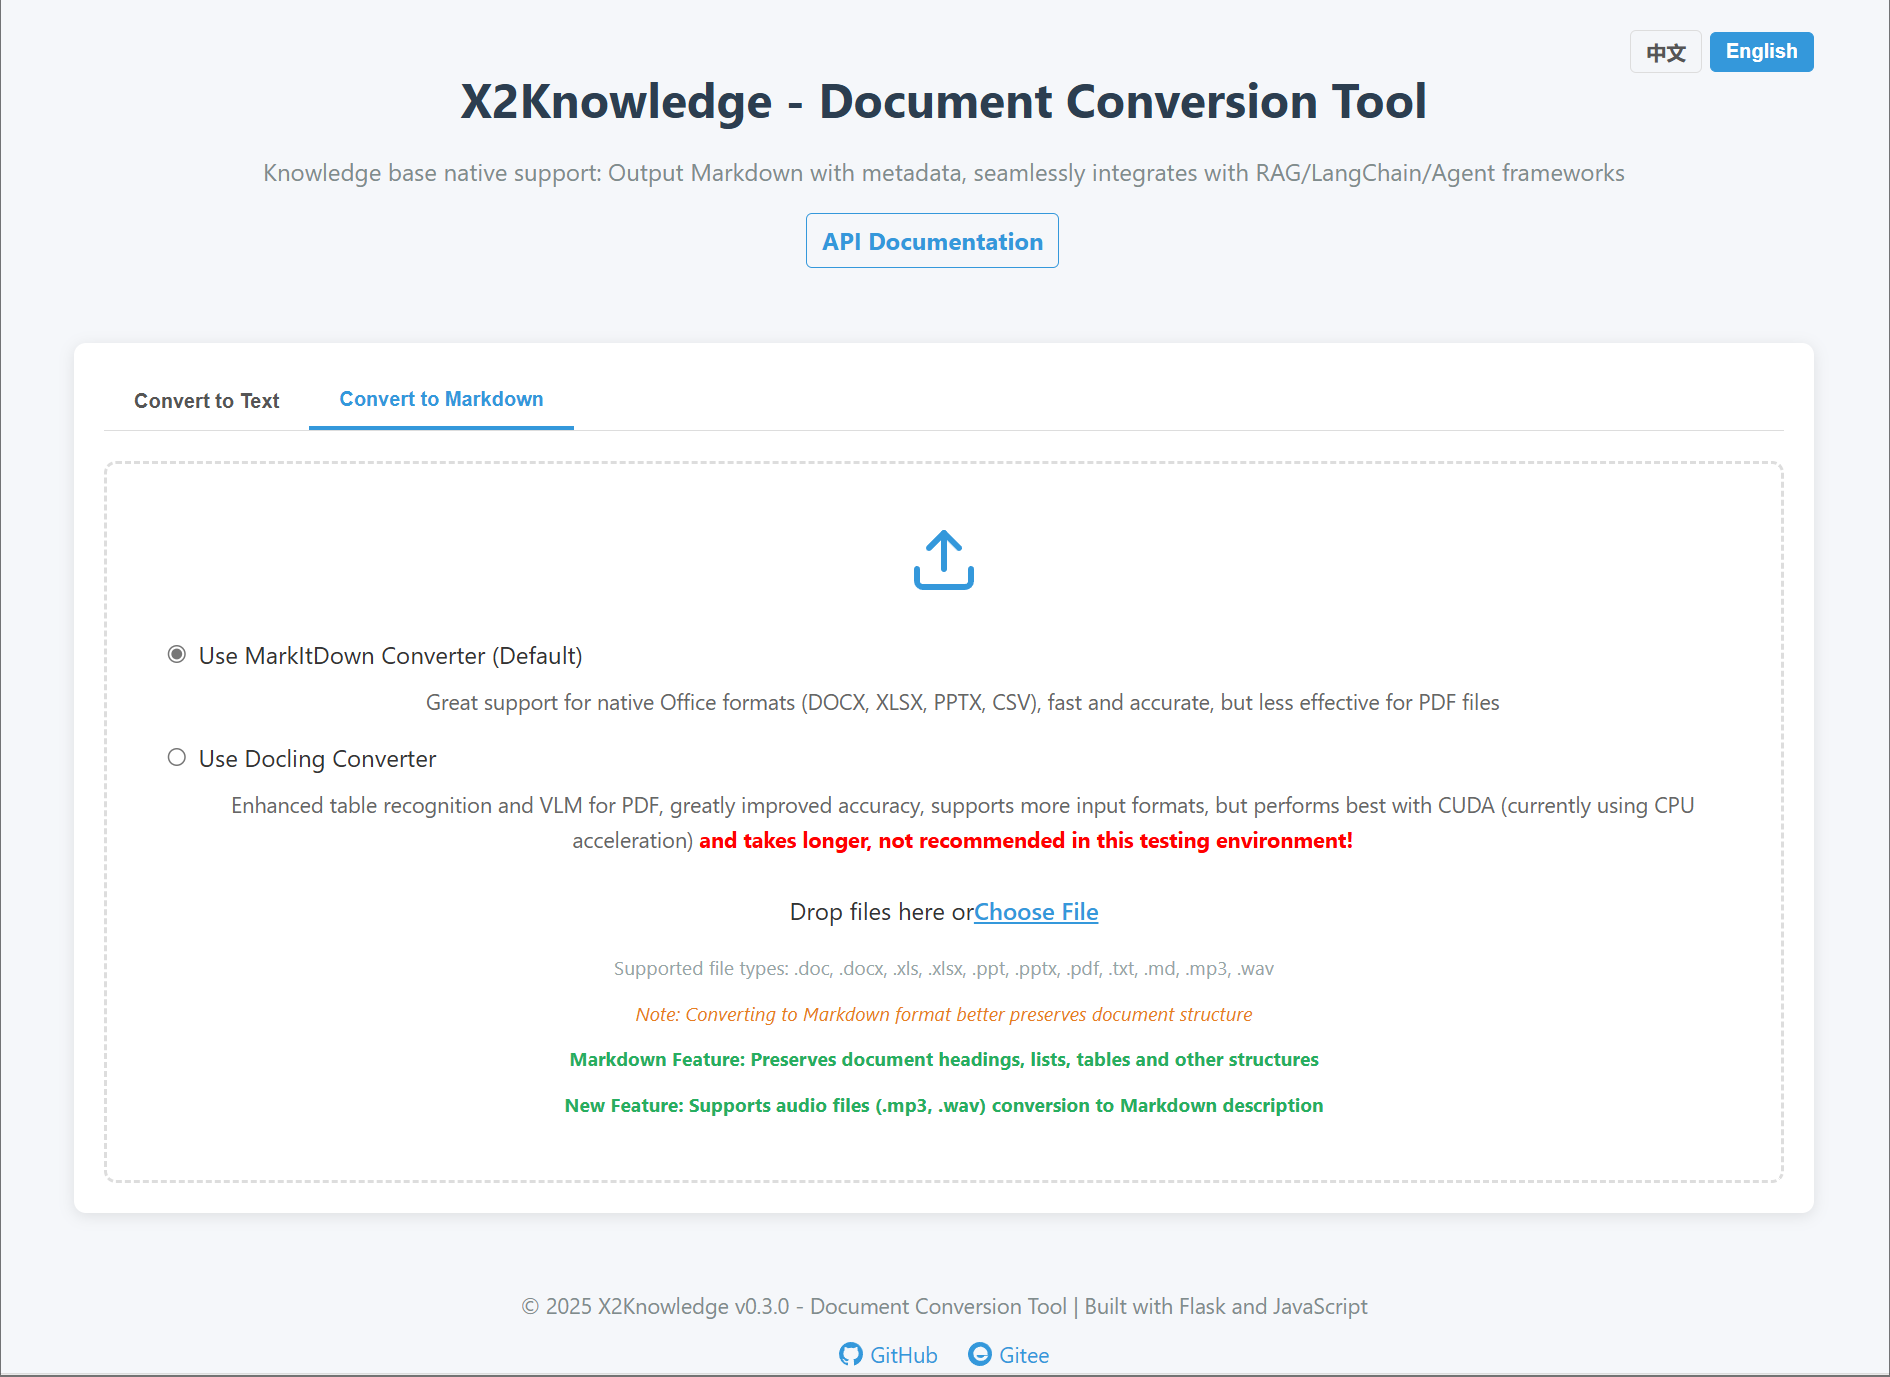 中文
English
X2Knowledge - Document Conversion Tool
Knowledge base native support: Output Markdown with metadata, seamlessly integrates with RAG/LangChain/Agent frameworks
API Documentation
Convert to Text
Convert to Markdown
Use MarkItDown Converter (Default)
Great support for native Office formats (DOCX, XLSX, PPTX, CSV), fast and accurate, but less effective for PDF files
Use Docling Converter
Enhanced table recognition and VLM for PDF, greatly improved accuracy, supports more input formats, but performs best with CUDA (currently using CPU
acceleration) and takes longer, not recommended in this testing environment!
Drop files here orChoose File
Supported file types: .doc, .docx, .xls, .xlsx, .ppt, .pptx, .pdf, .txt, .md, .mp3, .wav
Note: Converting to Markdown format better preserves document structure
Markdown Feature: Preserves document headings, lists, tables and other structures
New Feature: Supports audio files (.mp3, .wav) conversion to Markdown description
© 2025 X2Knowledge v0.3.0 - Document Conversion Tool | Built with Flask and JavaScript
GitHub
Gitee